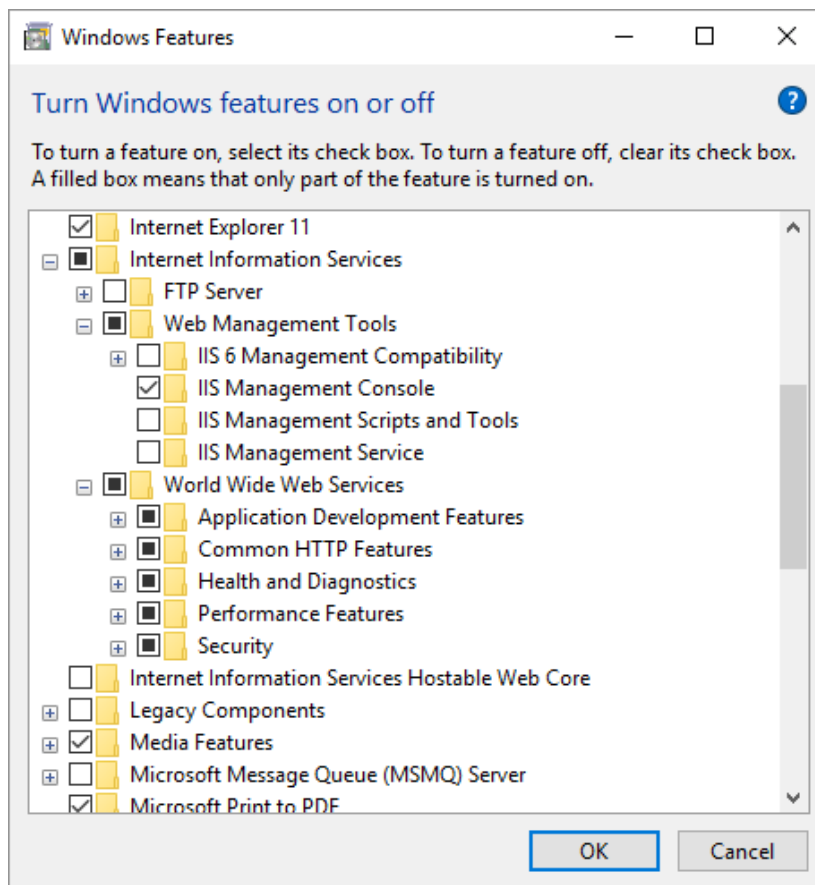 Windows Features
Turn Windows features on or off
?
To turn a feature on, select its check box. To turn a feature off, clear its check box.
A filled box means that only part of the feature is turned on.
Internet Explorer 11
Internet Information Services
FTP Server
Web Management Tools
IIS 6 Management Compatibility
IIS Management Console
IIS Management Scripts and Tools
IIS Management Service
World Wide Web Services
Application Development Features
Common HTTP Features
Health and Diagnostics
Performance Features
Security
Internet Information Services Hostable Web Core
Legacy Components
Media Features
Microsoft Message Queue (MSMQ) Server
Microsoft Print to PDF
OK Cancel